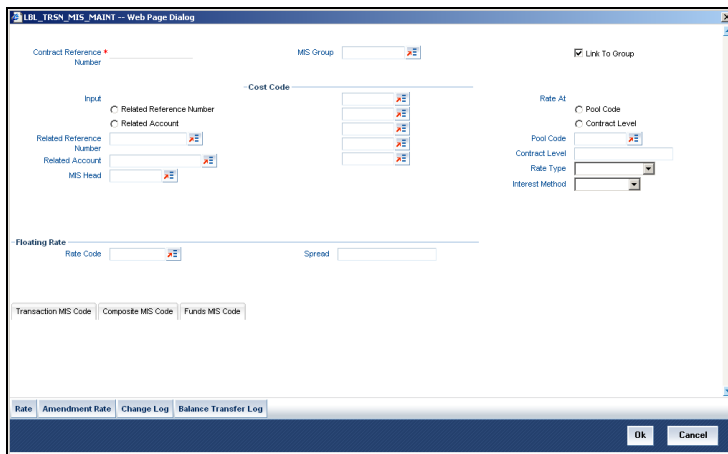 LBL_TRSN_MIS_MAINT -- Web Page Dialog
Contract Reference * Number
MIS Group
Link To Group
Cost Code
Input
Related Reference Number
Related Account
Related Reference Number
Related Account
MIS Head
Rate At
Pool Code
Contract Level
Pool Code
Contract Level
Rate Type
Interest Method
Floating Rate
Rate Code
Spread
Transaction MIS Code
Composite MIS Code
Funds MIS Code
Rate
Amendment Rate
Change Log
Balance Transfer Log
Ok
Cancel